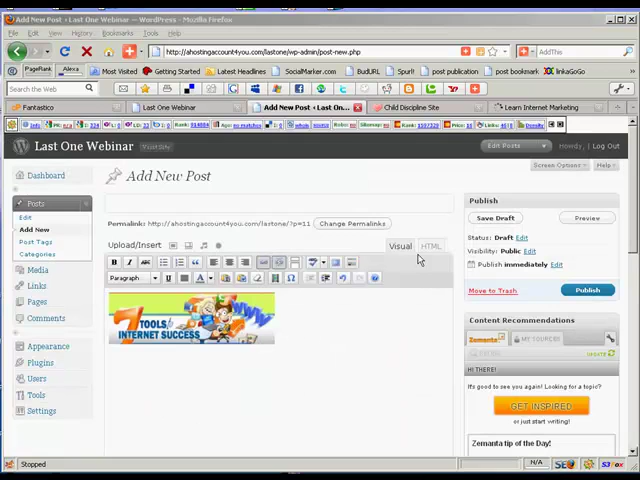 Add New Post ‹ Last One Webinar — WordPress - Mozilla Firefox
File Edit View History Bookmarks Tools Help
http://ahostingaccount4you.com/lastone/wp-admin/post-new.php
AddThis
PageRank Alexa Most Visited Getting Started Latest Headlines SocialMarker.com BudURL Spurl! post publication post bookmark linkaGoGo
Search the Web
Fantastico Last One Webinar Add New Post ‹ Last On... Child Discipline Site Learn Internet Marketing
Info Rank: Density
Last One Webinar Visit Site Edit Posts Howdy, | Log Out
Screen Options Help
Dashboard
Add New Post
Posts
Edit
Add New
Post Tags
Categories
Media
Links
Pages
Comments
Appearance
Plugins
Users
Tools
Settings
Permalink: http://ahostingaccount4you.com/lastone/?p=11 Change Permalinks
Upload/Insert Visual HTML
B I ABC
Paragraph U A
7 TOOLS INTERNET SUCCESS WWW
Publish
Save Draft Preview
Status: Draft Edit
Visibility: Public Edit
Publish immediately Edit
Move to Trash Publish
Content Recommendations
Zemanta MY SOURCES
UPDATE
HI THERE!
It's good to see you again! Looking for a topic?
GET INSPIRED
or just start writing!
Zemanta tip of the Day!
Stopped N/A SEO S3Fox